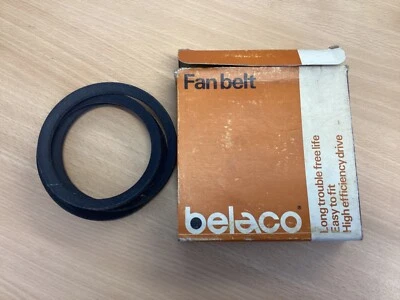 Fan belt
belaco
Long trouble free life
Easy to fit
High efficiency drive